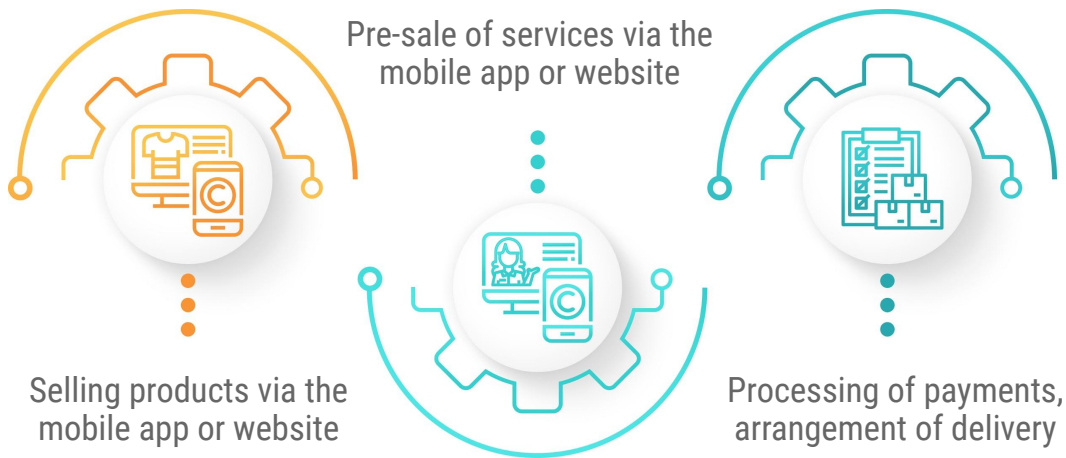 Pre-sale of services via the
mobile app or website
Selling products via the
mobile app or website
Processing of payments,
arrangement of delivery